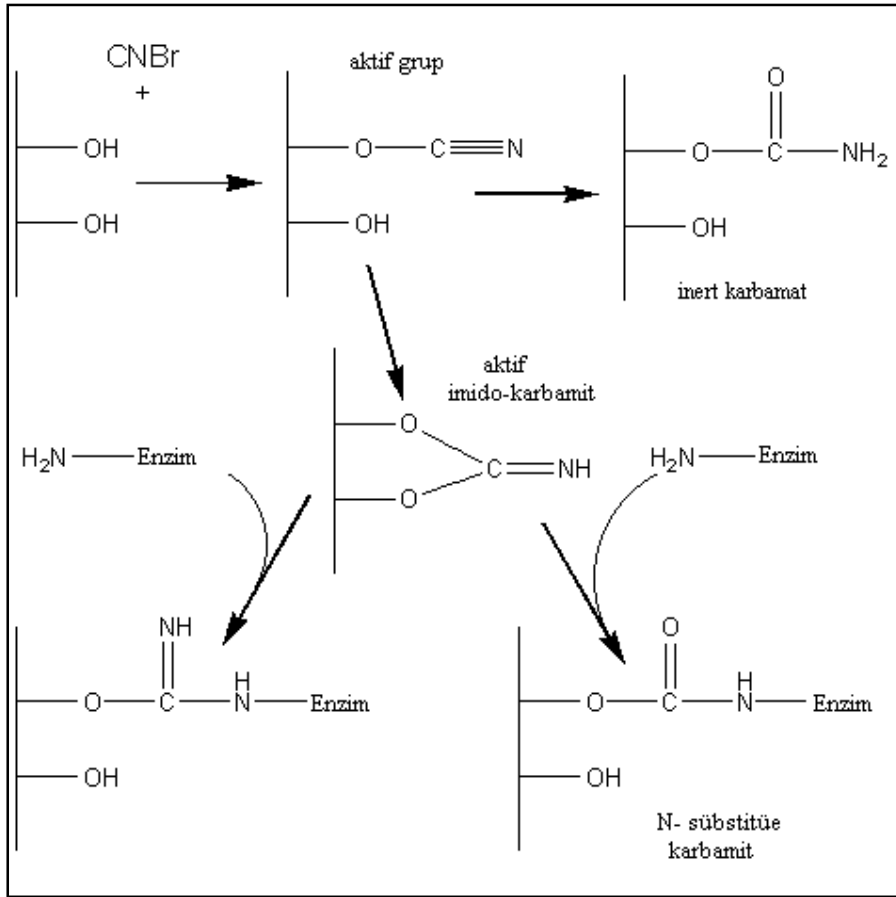 CNBr
+
OH
OH
aktif grup
O
C
N
OH
O
O
C
NH2
OH
inert karbamat
aktif
imido-karbamit
O
C
NH
O
H2N
Enzim
H2N
Enzim
NH
O
C
H
N
Enzim
OH
O
O
C
H
N
Enzim
OH
N- sübstitüe
karbamit